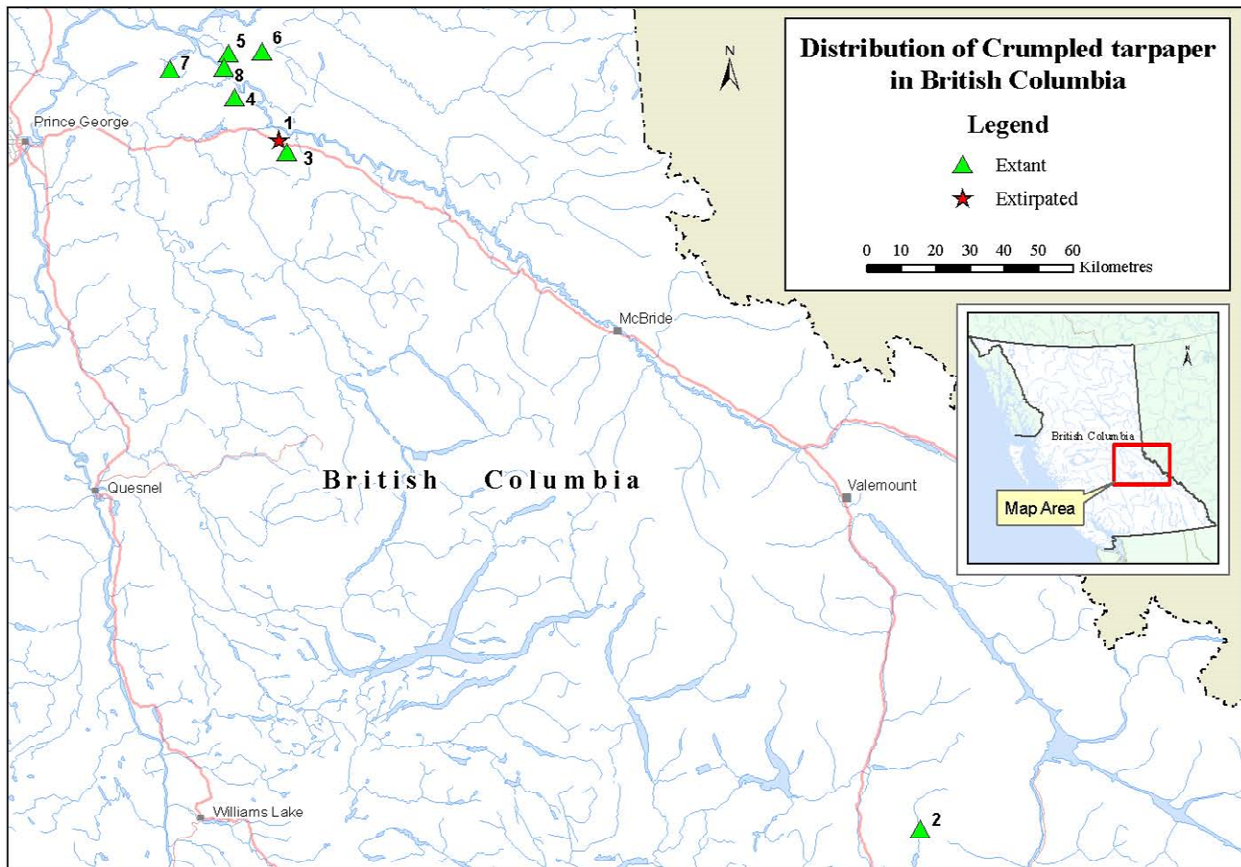 Distribution of Crumpled tarpaper
in British Columbia
Legend
Extant
Extirpated
0 10 20 30 40 50 60
Kilometres
N
5
6
7
8
4
1
3
Prince George
McBride
British Columbia
Quesnel
Valemount
Williams Lake
2
N
British Columbia
Map Area